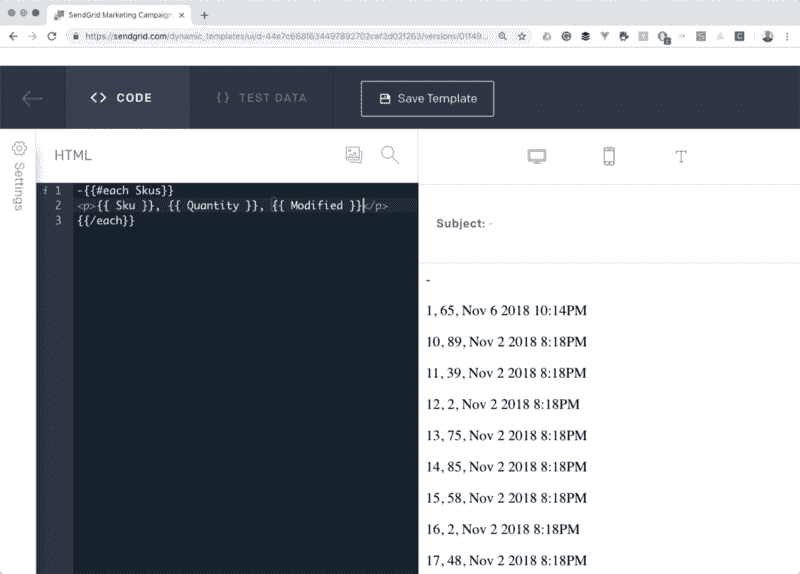 SendGrid Marketing Campaign
https://sendgrid.com/dynamic_templates/ui/d-44e7c668f634497892702cef3d021263/versions/01f49...
<> CODE
{} TEST DATA
Save Template
Settings
HTML
i 1 -{{#each Skus}}
2 <p>{{ Sku }}, {{ Quantity }}, {{ Modified }}</p>
3 {{/each}}
T
Subject: -
-
1, 65, Nov 6 2018 10:14PM
10, 89, Nov 2 2018 8:18PM
11, 39, Nov 2 2018 8:18PM
12, 2, Nov 2 2018 8:18PM
13, 75, Nov 2 2018 8:18PM
14, 85, Nov 2 2018 8:18PM
15, 58, Nov 2 2018 8:18PM
16, 2, Nov 2 2018 8:18PM
17, 48, Nov 2 2018 8:18PM